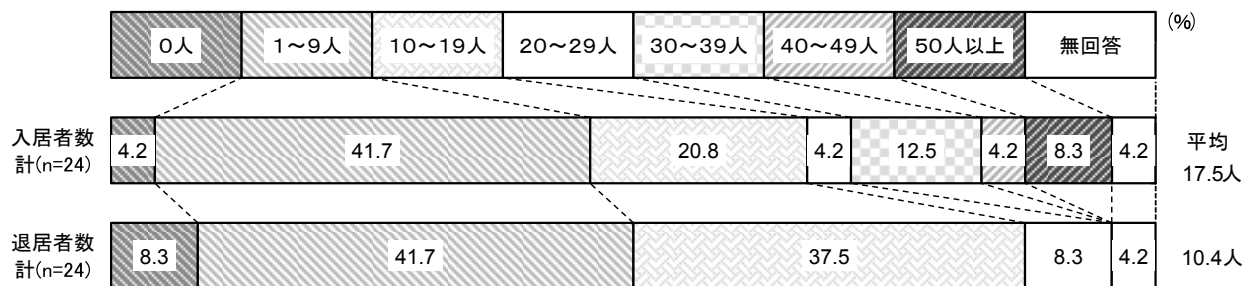 0人 1～9人 10～19人 20～29人 30～39人 40～49人 50人以上 無回答 (%)
入居者数
計(n=24)
4.2 41.7 20.8 4.2 12.5 4.2 8.3 4.2
平均
17.5人
退居者数
計(n=24)
8.3 41.7 37.5 8.3 4.2
10.4人